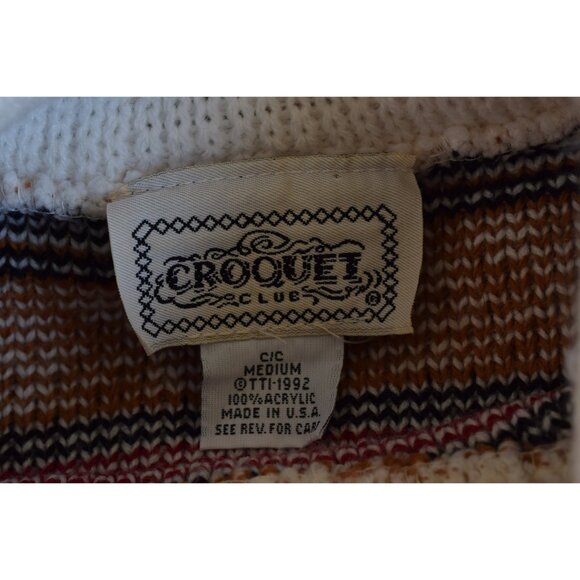 CROQUET
CLUB ®
C/C
MEDIUM
©TTI-1992
100% ACRYLIC
MADE IN U.S.A.
SEE REV. FOR CARE